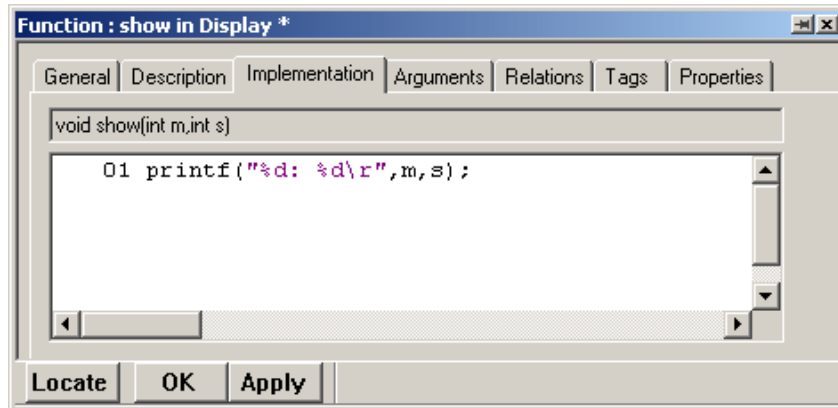 Function : show in Display *
General Description Implementation Arguments Relations Tags Properties
void show(int m,int s)
01 printf("%d: %d\r",m,s);
Locate OK Apply